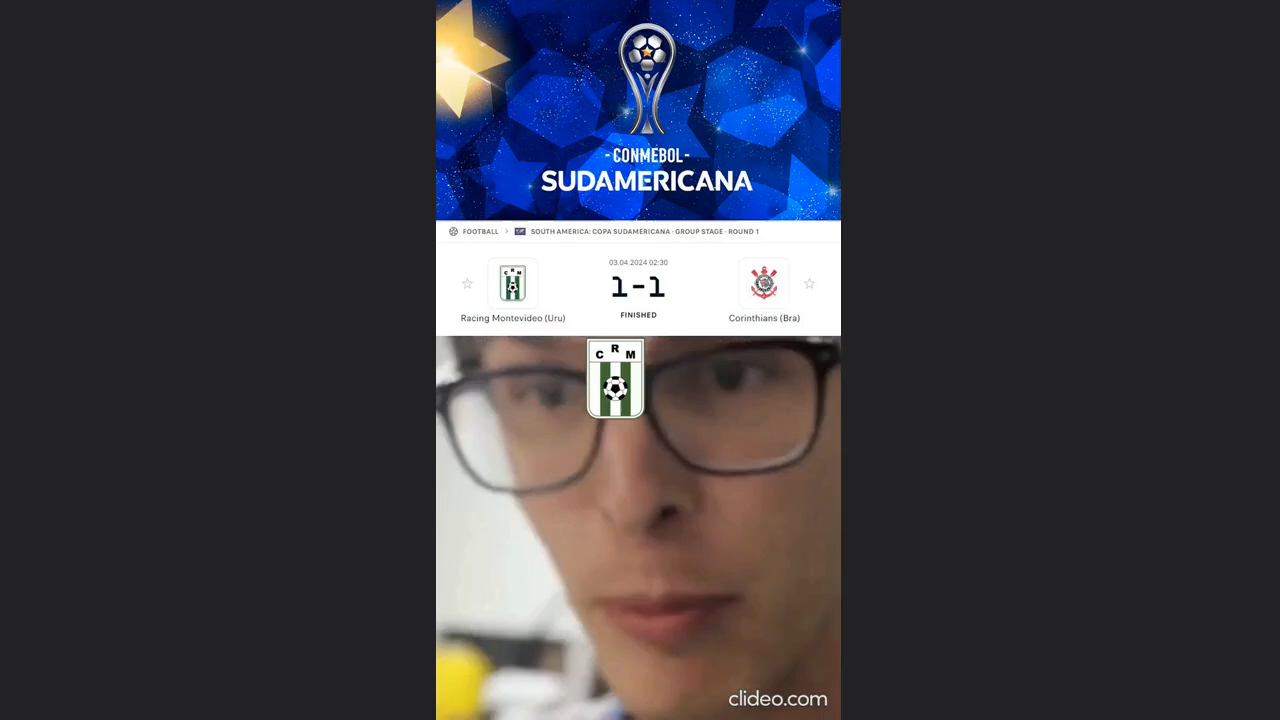 -CONMEBOL-
SUDAMERICANA
FOOTBALL > SOUTH AMERICA: COPA SUDAMERICANA - GROUP STAGE - ROUND 1
03.04.2024 02:30
1-1
FINISHED
C R M
Racing Montevideo (Uru)
Corinthians (Bra)
C R M
clideo.com